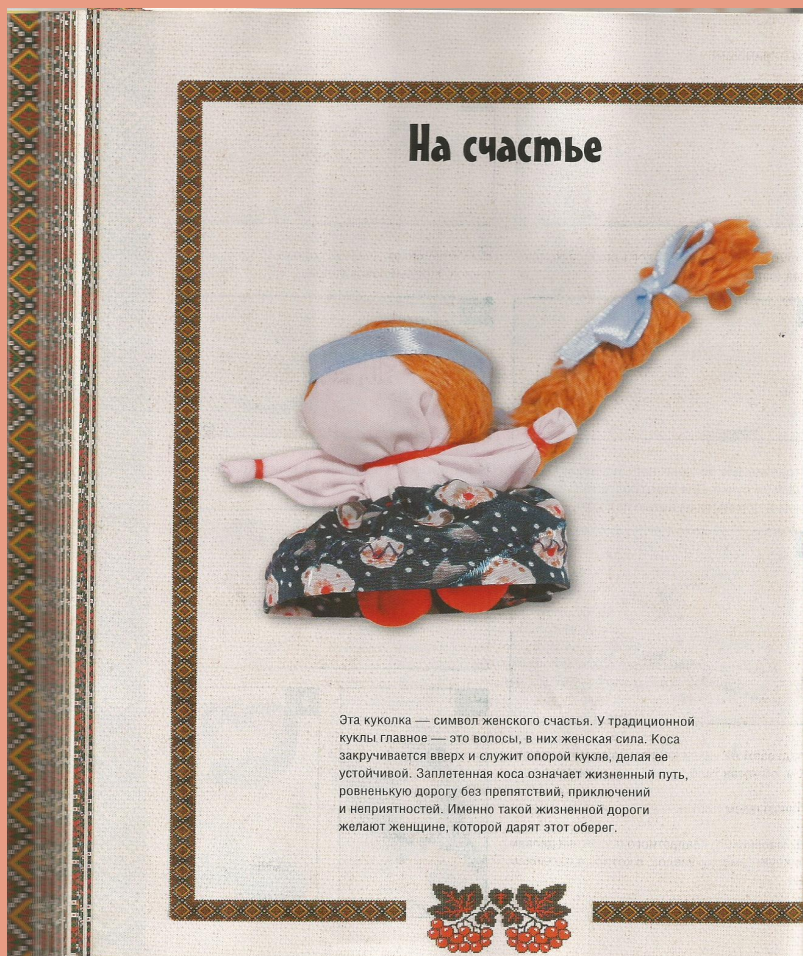 На счастье
Эта куколка — символ женского счастья. У традиционной
куклы главное — это волосы, в них женская сила. Коса
закручивается вверх и служит опорой кукле, делая ее
устойчивой. Заплетенная коса означает жизненный путь,
ровненькую дорогу без препятствий, приключений
и неприятностей. Именно такой жизненной дороги
желают женщине, которой дарят этот оберег.